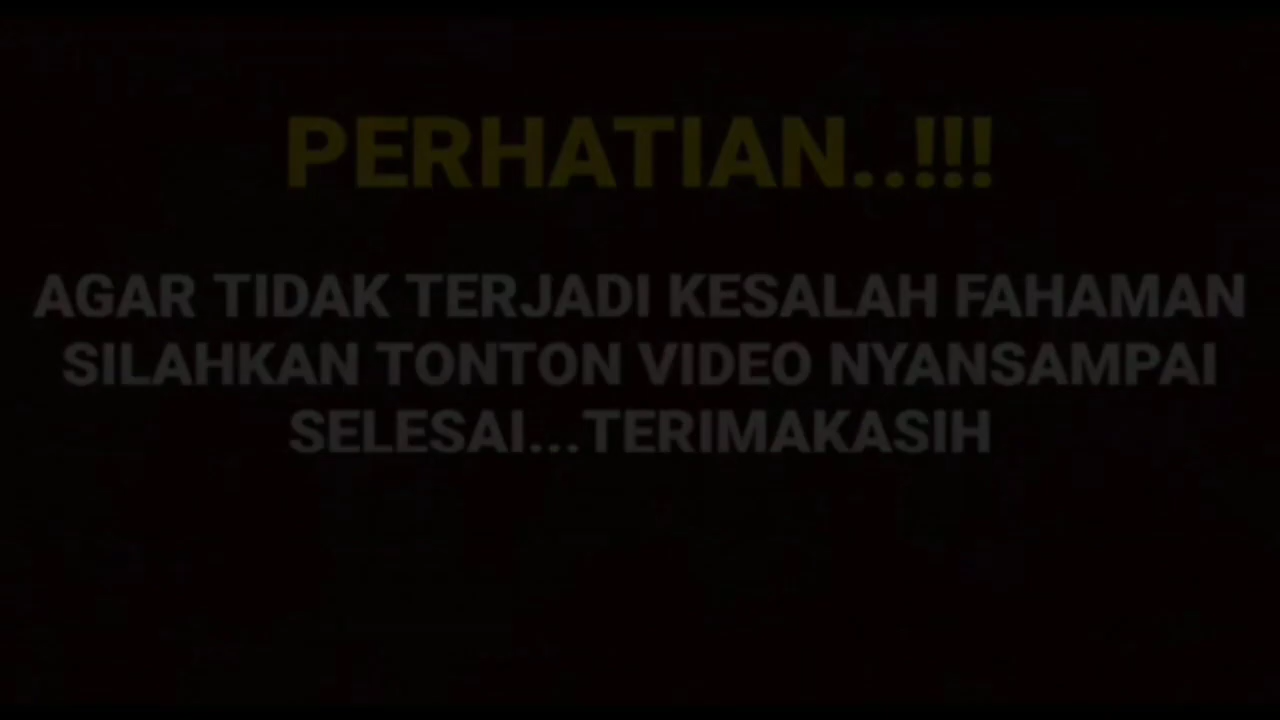 PERHATIAN..!!!
AGAR TIDAK TERJADI KESALAH FAHAMAN
SILAHKAN TONTON VIDEO NYANSAMPAI
SELESAI...TERIMAKASIH